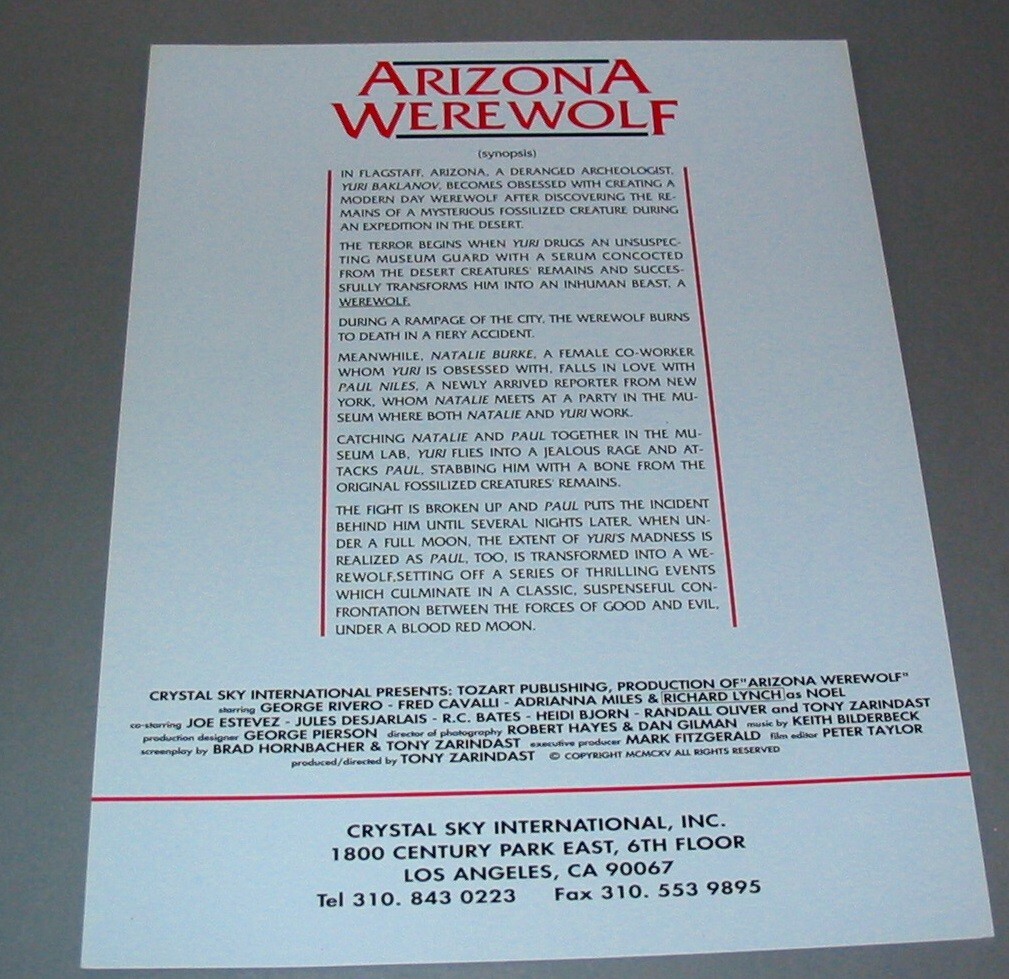 ARIZONA
WEREWOLF
(synopsis)
IN FLAGSTAFF, ARIZONA, A DERANGED ARCHEOLOGIST,
YURI BAKLANOV, BECOMES OBSESSED WITH CREATING A
MODERN DAY WEREWOLF AFTER DISCOVERING THE RE-
MAINS OF A MYSTERIOUS FOSSILIZED CREATURE DURING
AN EXPEDITION IN THE DESERT.
THE TERROR BEGINS WHEN YURI DRUGS AN UNSUSPEC-
TING MUSEUM GUARD WITH A SERUM CONCOCTED
FROM THE DESERT CREATURES' REMAINS AND SUCCES-
SFULLY TRANSFORMS HIM INTO AN INHUMAN BEAST, A
WEREWOLF.
DURING A RAMPAGE OF THE CITY, THE WEREWOLF BURNS
TO DEATH IN A FIERY ACCIDENT.
MEANWHILE, NATALIE BURKE, A FEMALE CO-WORKER
WHOM YURI IS OBSESSED WITH, FALLS IN LOVE WITH
PAUL NILES, A NEWLY ARRIVED REPORTER FROM NEW
YORK, WHOM NATALIE MEETS AT A PARTY IN THE MU-
SEUM WHERE BOTH NATALIE AND YURI WORK.
CATCHING NATALIE AND PAUL TOGETHER IN THE MU-
SEUM LAB, YURI FLIES INTO A JEALOUS RAGE AND AT-
TACKS PAUL, STABBING HIM WITH A BONE FROM THE
ORIGINAL FOSSILIZED CREATURES' REMAINS.
THE FIGHT IS BROKEN UP AND PAUL PUTS THE INCIDENT
BEHIND HIM UNTIL SEVERAL NIGHTS LATER, WHEN UN-
DER A FULL MOON, THE EXTENT OF YURI'S MADNESS IS
REALIZED AS PAUL, TOO, IS TRANSFORMED INTO A WE-
REWOLF,SETTING OFF A SERIES OF THRILLING EVENTS
WHICH CULMINATE IN A CLASSIC, SUSPENSEFUL CON-
FRONTATION BETWEEN THE FORCES OF GOOD AND EVIL,
UNDER A BLOOD RED MOON.
CRYSTAL SKY INTERNATIONAL PRESENTS: TOZART PUBLISHING, PRODUCTION OF"ARIZONA WEREWOLF"
starring GEORGE RIVERO - FRED CAVALLI - ADRIANNA MILES & RICHARD LYNCH as NOEL
co-starring JOE ESTEVEZ - JULES DESJARLAIS - R.C. BATES - HEIDI BJORN - RANDALL OLIVER and TONY ZARINDAST
production designer GEORGE PIERSON director of photography ROBERT HAYES & DAN GILMAN music by KEITH BILDERBECK
screenplay by BRAD HORNBACHER & TONY ZARINDAST executive producer MARK FITZGERALD film editor PETER TAYLOR
produced/directed by TONY ZARINDAST © COPYRIGHT MCMCXV ALL RIGHTS RESERVED
CRYSTAL SKY INTERNATIONAL, INC.
1800 CENTURY PARK EAST, 6TH FLOOR
LOS ANGELES, CA 90067
Tel 310. 843 0223 Fax 310. 553 9895